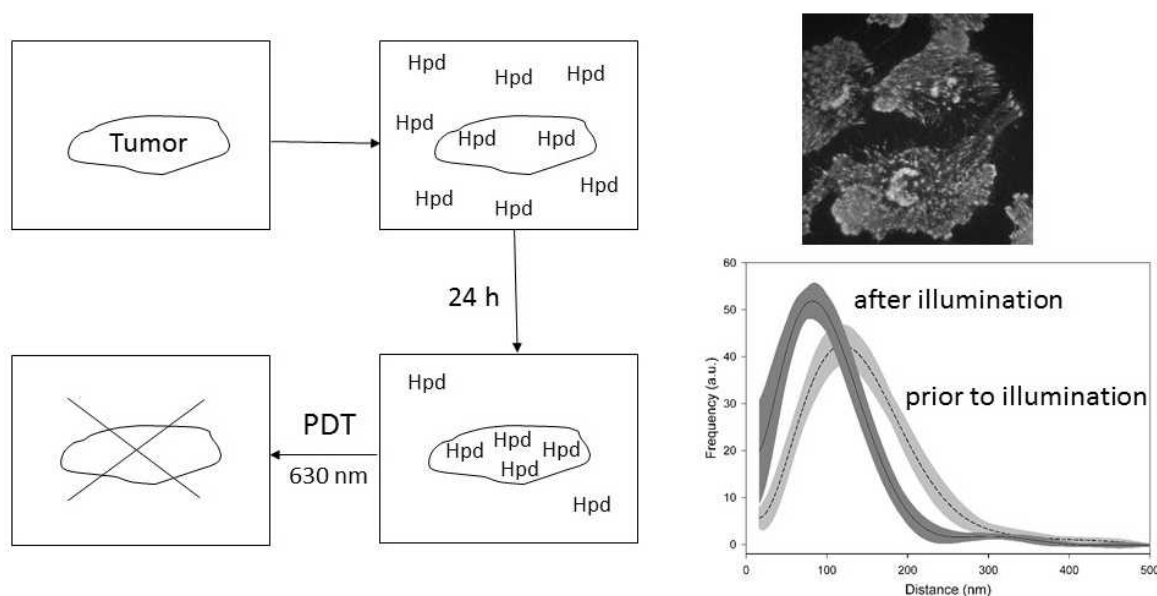 Tumor
Hpd
Hpd
Hpd
Hpd
Hpd
Hpd
Hpd
Hpd
Hpd
24 h
Hpd
Hpd
Hpd
Hpd
Hpd
Hpd
PDT
630 nm
60
50
40
30
20
10
0
Frequency (a.u.)
after illumination
prior to illumination
0
100
200
300
400
500
Distance (nm)